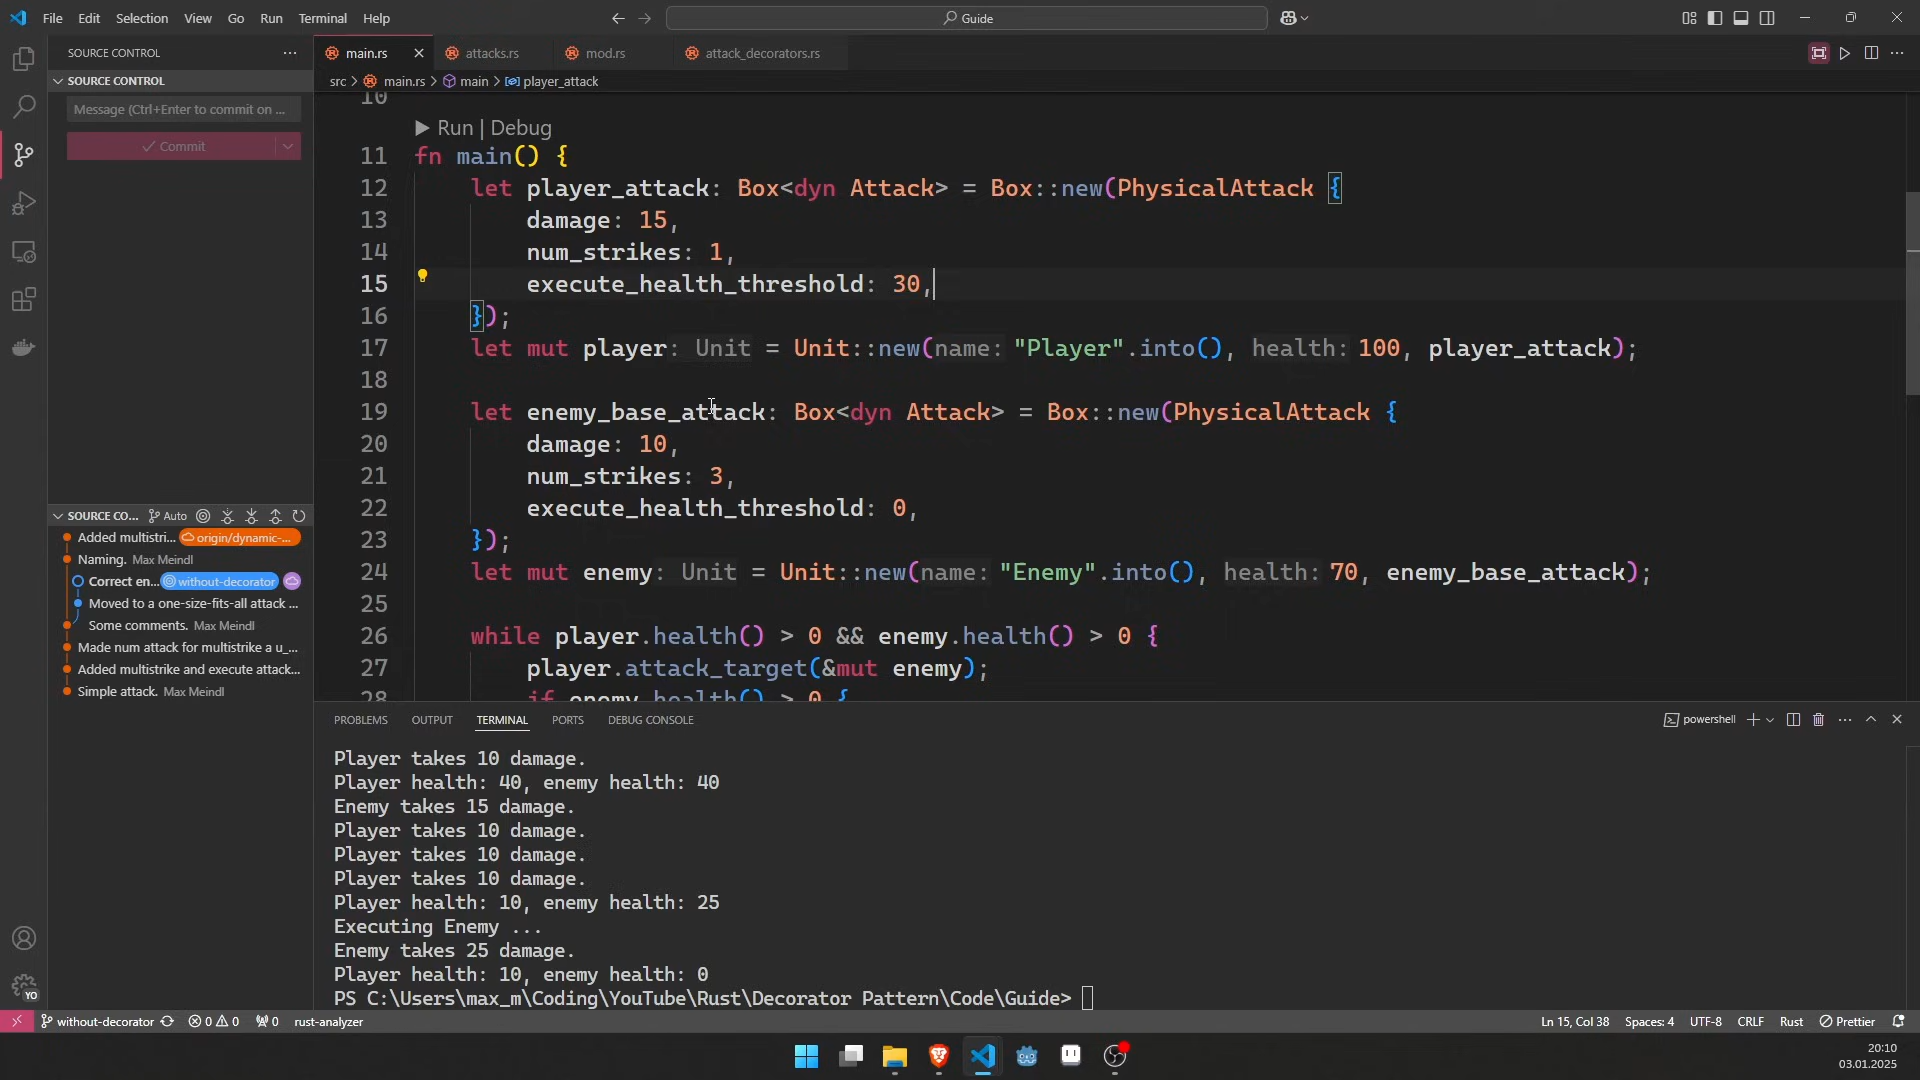 File Edit Selection View Go Run Terminal Help
Guide
SOURCE CONTROL
SOURCE CONTROL
Message (Ctrl+Enter to commit on ...
Commit
SOURCE CO... Auto
Added multistri... origin/dynamic-...
Naming. Max Meindl
Correct en... without-decorator
Moved to a one-size-fits-all attack ...
Some comments. Max Meindl
Made num attack for multistrike a u_...
Added multistrike and execute attack...
Simple attack. Max Meindl
main.rs attacks.rs mod.rs attack_decorators.rs
src > main.rs > main > player_attack
10
Run | Debug
11 fn main() {
12 let player_attack: Box<dyn Attack> = Box::new(PhysicalAttack {
13 damage: 15,
14 num_strikes: 1,
15 execute_health_threshold: 30,
16 });
17 let mut player: Unit = Unit::new(name: "Player".into(), health: 100, player_attack);
18
19 let enemy_base_attack: Box<dyn Attack> = Box::new(PhysicalAttack {
20 damage: 10,
21 num_strikes: 3,
22 execute_health_threshold: 0,
23 });
24 let mut enemy: Unit = Unit::new(name: "Enemy".into(), health: 70, enemy_base_attack);
25
26 while player.health() > 0 && enemy.health() > 0 {
27 player.attack_target(&mut enemy);
28 if enemy.health() > 0 {
PROBLEMS OUTPUT TERMINAL PORTS DEBUG CONSOLE
powershell
Player takes 10 damage.
Player health: 40, enemy health: 40
Enemy takes 15 damage.
Player takes 10 damage.
Player takes 10 damage.
Player takes 10 damage.
Player health: 10, enemy health: 25
Executing Enemy ...
Enemy takes 25 damage.
Player health: 10, enemy health: 0
PS C:\Users\max_m\Coding\YouTube\Rust\Decorator Pattern\Code\Guide>
YO
without-decorator 0 0 0 rust-analyzer
Ln 15, Col 38 Spaces: 4 UTF-8 CRLF Rust Prettier
20:10
03.01.2025